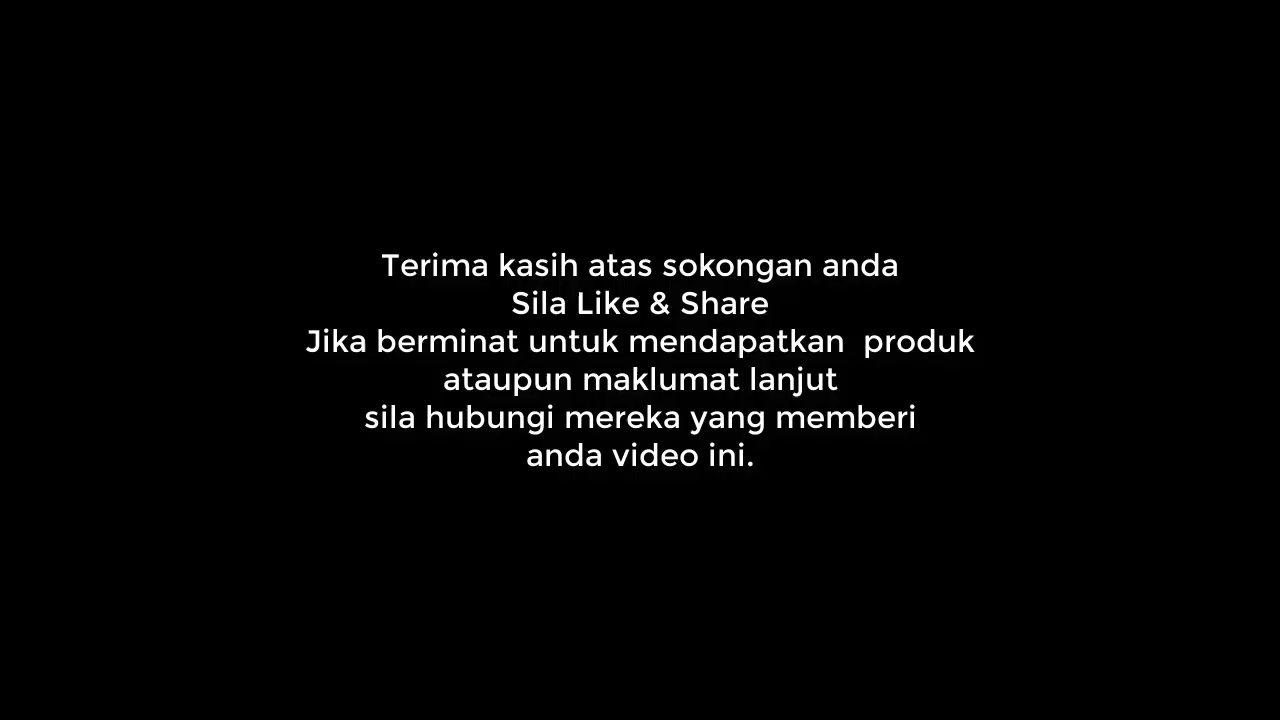 Terima kasih atas sokongan anda
Sila Like & Share
Jika berminat untuk mendapatkan  produk
ataupun maklumat lanjut
sila hubungi mereka yang memberi
anda video ini.